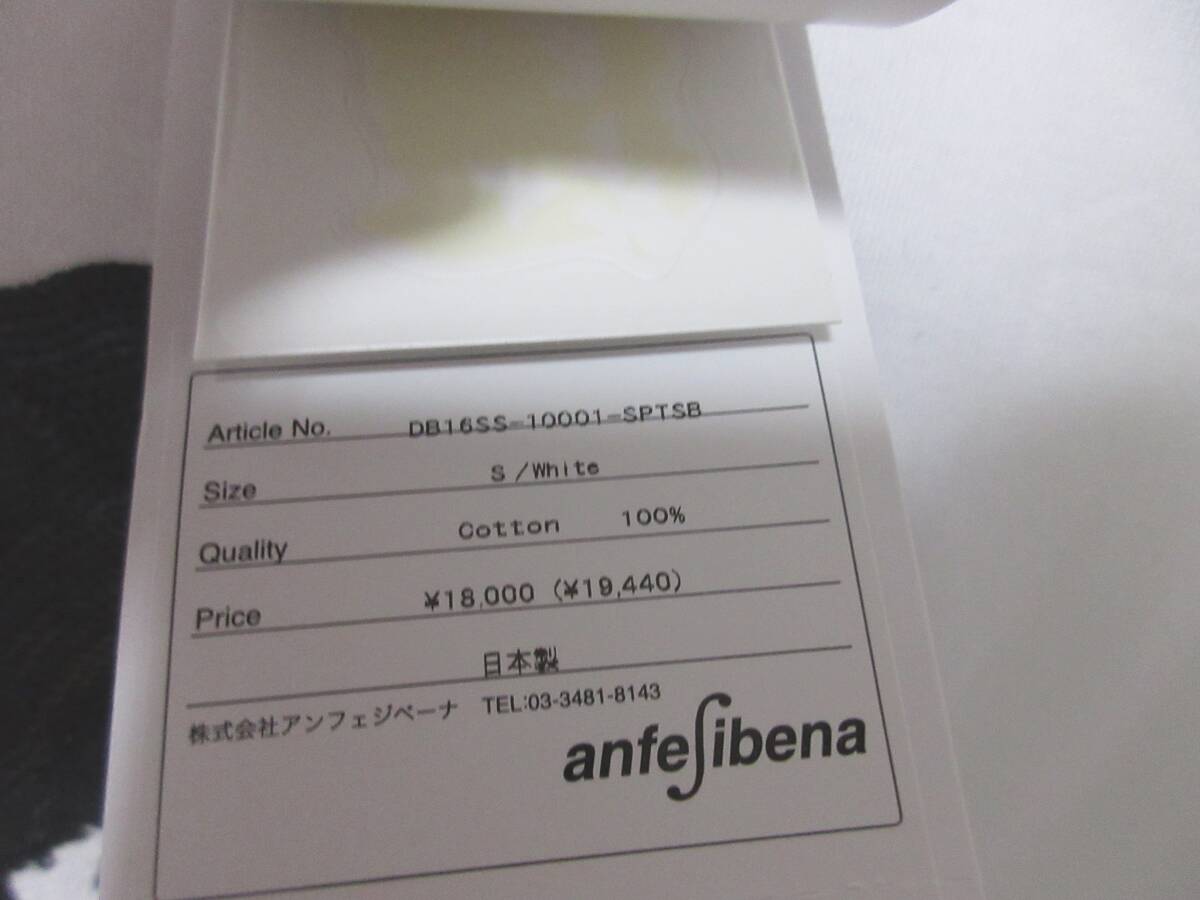 Article No. DB16SS-10001-SPTSB
Size S/White
Quality Cotton 100%
Price ¥18,000 (¥19,440)
日本製
株式会社アンフェジベーナ TEL:03-3481-8143
anfeſibena